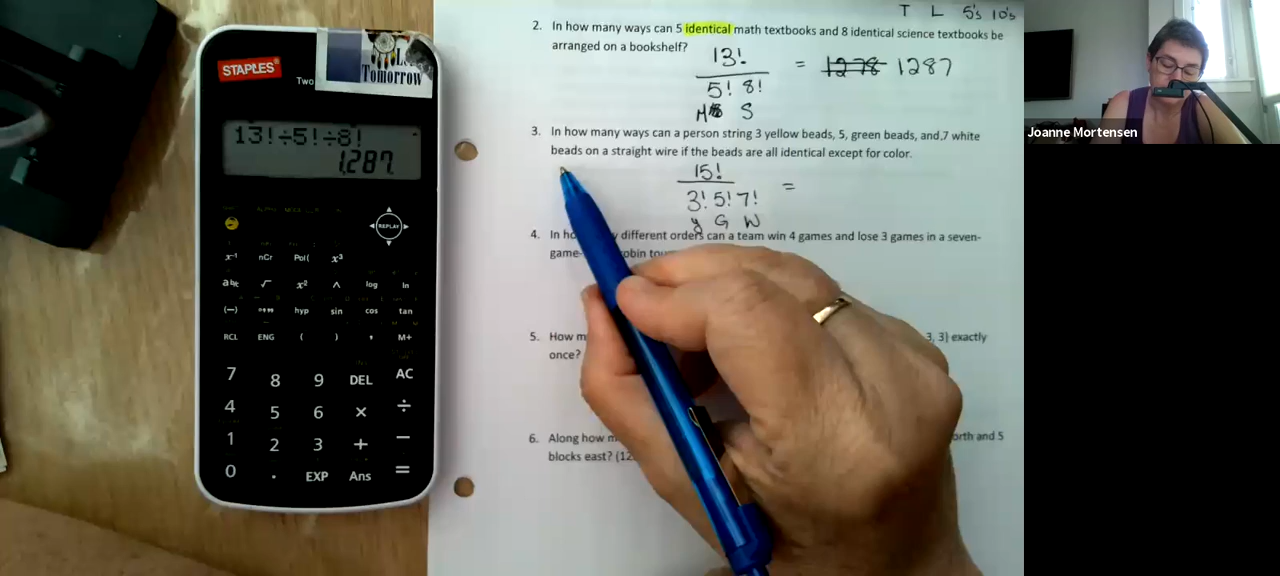 T L 5's 10's
2. In how many ways can 5 identical math textbooks and 8 identical science textbooks be
arranged on a bookshelf?
13!
5! 8!
= 1278 1287
M S
3. In how many ways can a person string 3 yellow beads, 5, green beads, and,7 white
beads on a straight wire if the beads are all identical except for color.
15!
3! 5! 7!
=
y G W
4. In different orders can a team win 4 games and lose 3 games in a seven-
game-
5. How 3, 3) exactly
once?
6. Along how orth and 5
blocks east? (12
STAPLES
Two
Tomorrow
13!÷5!÷8!
1,287.
REPLAY
x⁻¹ nCr Pol( x³
abc √ x² ^ log ln
(−) °'" hyp sin cos tan
RCL ENG ( ) , M+
7 8 9 DEL AC
4 5 6 × ÷
1 2 3 + −
0 . EXP Ans =
Joanne Mortensen